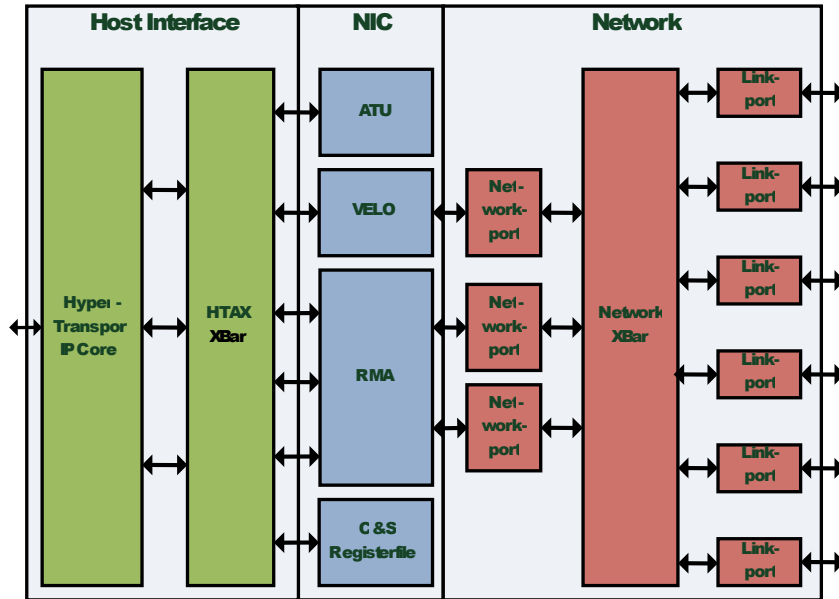 Host Interface
NIC
Network
Hyper-
Transpor
IP Core
HTAX
XBar
ATU
VELO
RMA
C&S
Registerfile
Net-
work-
port
Net-
work-
port
Net-
work-
port
Network
XBar
Link-
port
Link-
port
Link-
port
Link-
port
Link-
port
Link-
port